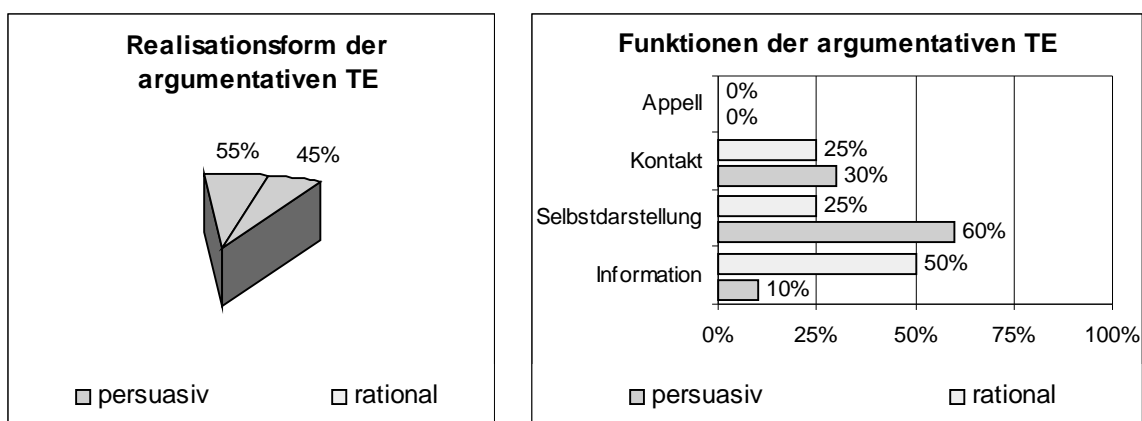 Realisationsform der
argumentativen TE
55%
45%
persuasiv
rational
Funktionen der argumentativen TE
Appell
0%
0%
Kontakt
25%
30%
Selbstdarstellung
25%
60%
Information
50%
10%
0%
25%
50%
75%
100%
persuasiv
rational